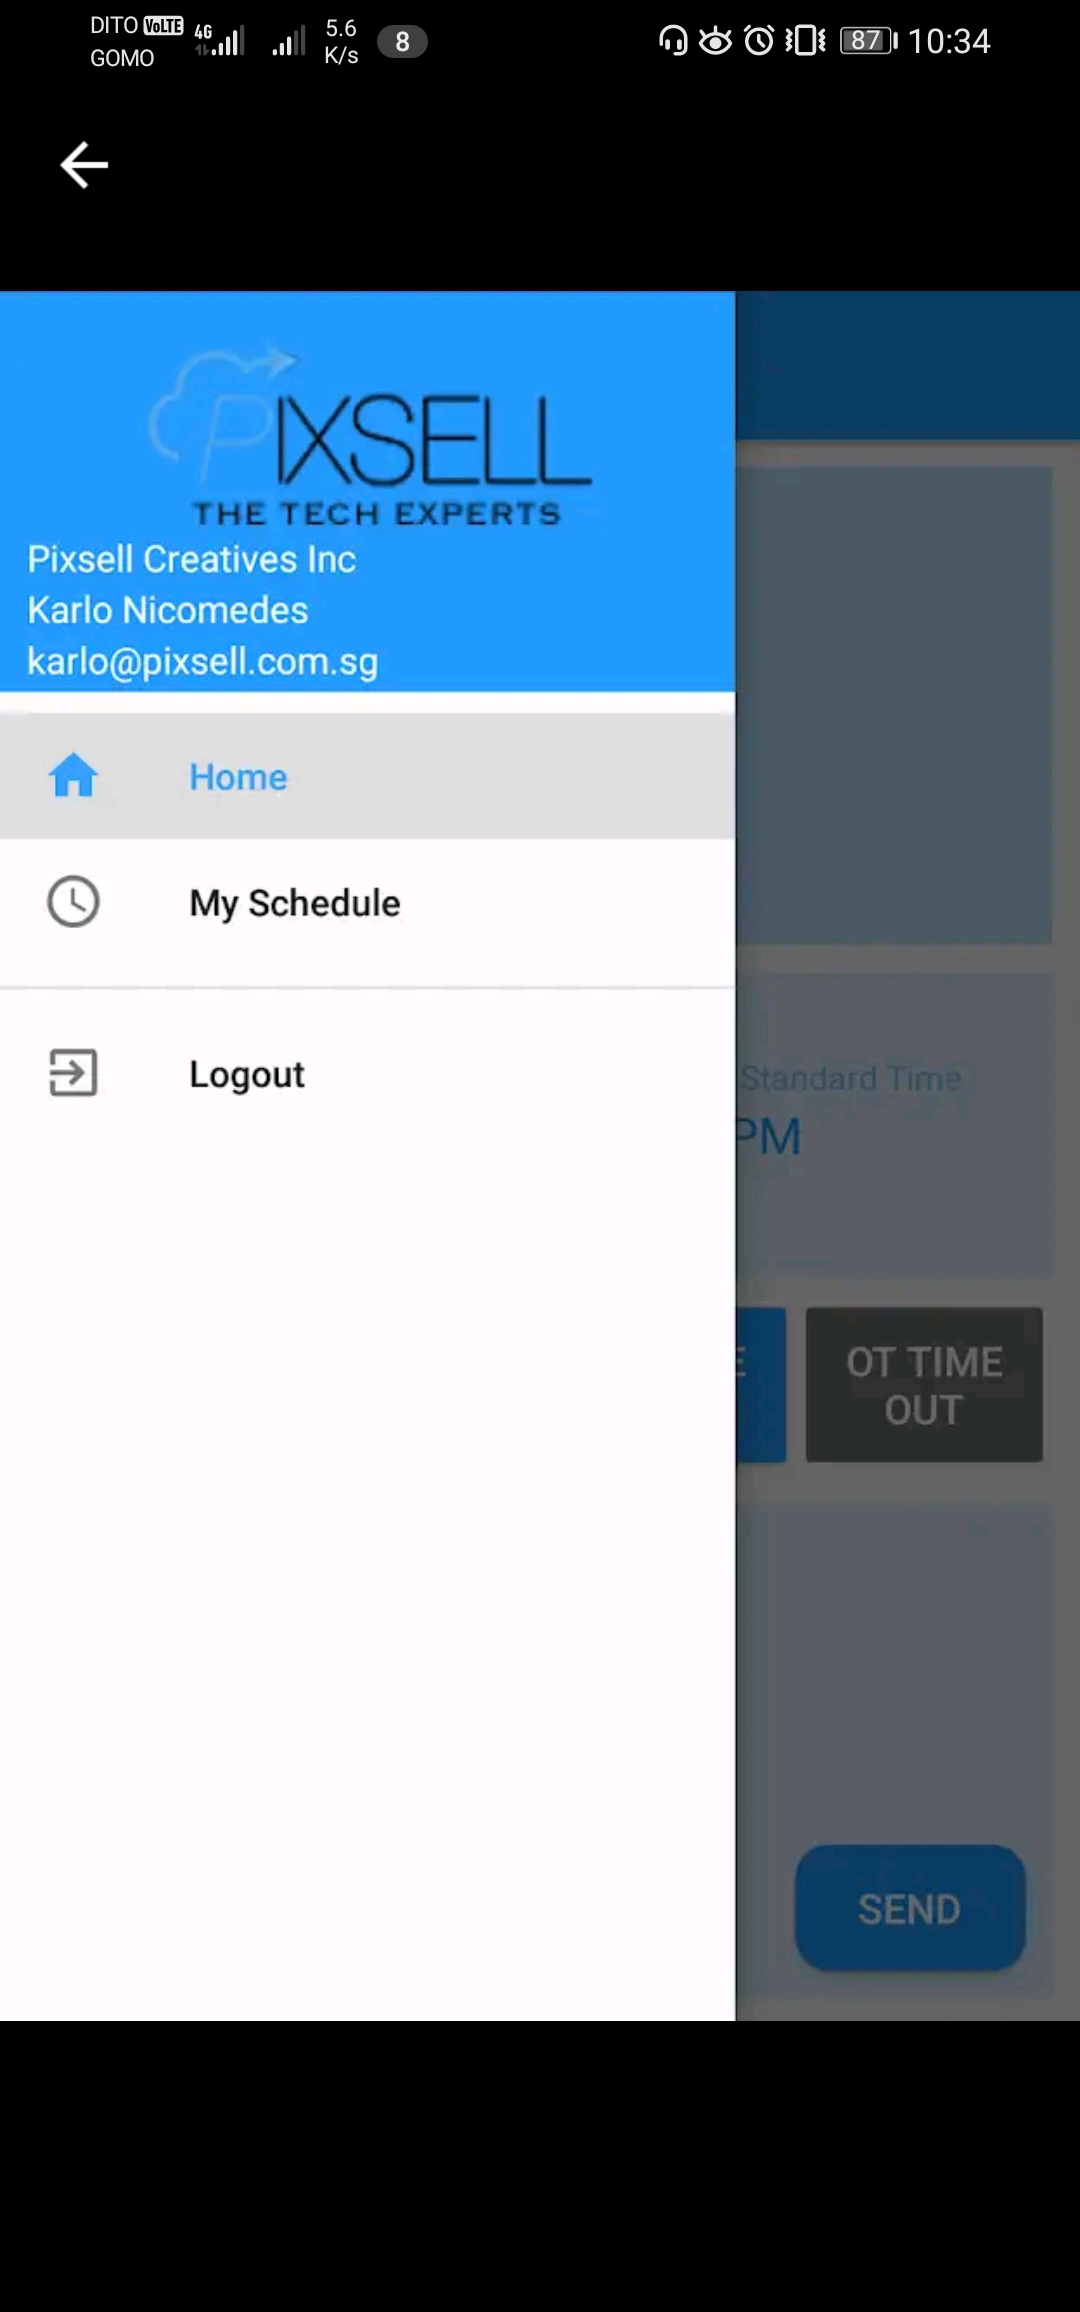 DITO VoLTE 4G 5.6 K/s 8 87 10:34
GOMO
PIXSELL
THE TECH EXPERTS
Pixsell Creatives Inc
Karlo Nicomedes
karlo@pixsell.com.sg
Home
My Schedule
Logout
Standard Time
PM
E
OT TIME
OUT
SEND